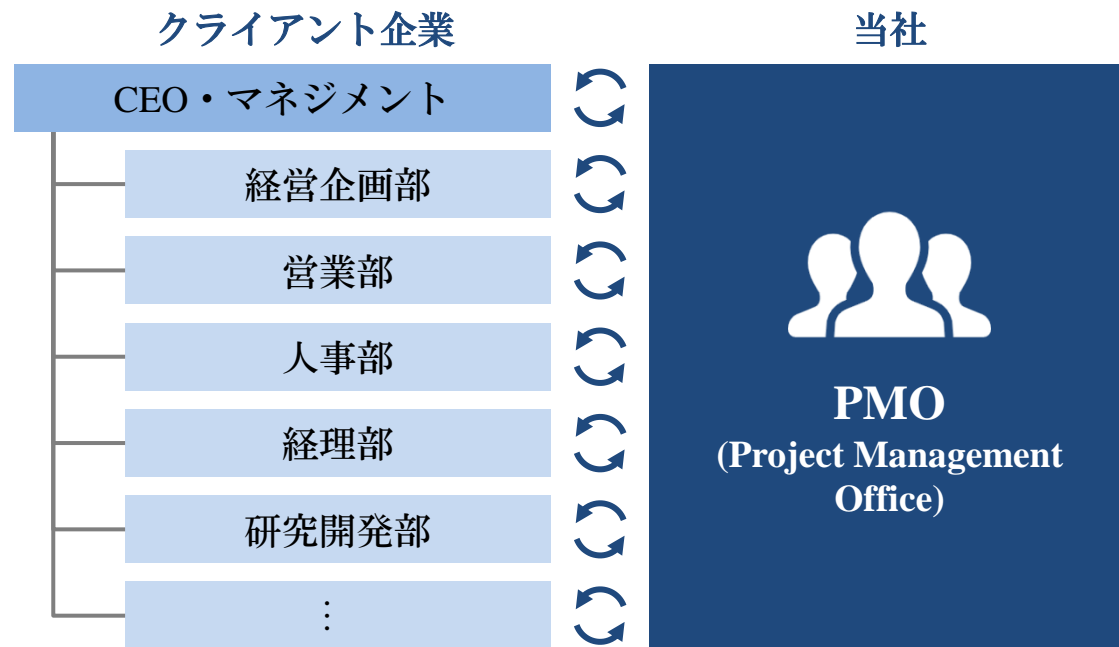 クライアント企業
当社
CEO・マネジメント
経営企画部
営業部
人事部
経理部
研究開発部
⋮
PMO
(Project Management
Office)